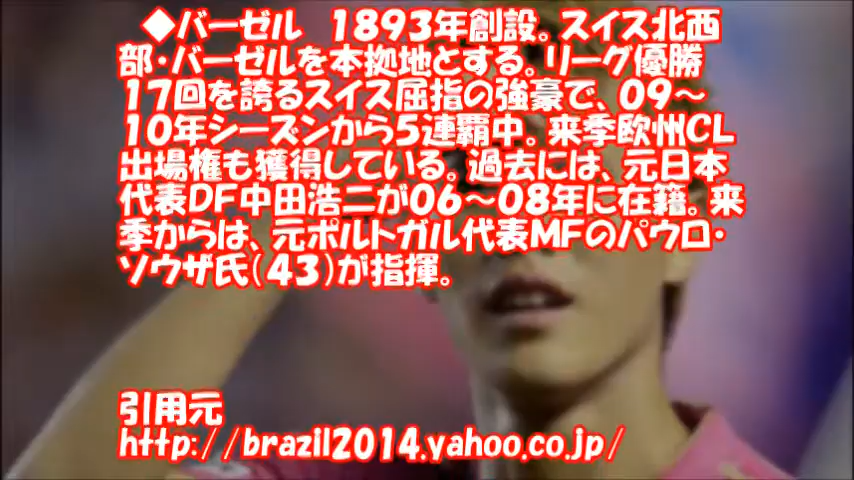 ◆バーゼル　1893年創設。スイス北西
部・バーゼルを本拠地とする。リーグ優勝
17回を誇るスイス屈指の強豪で、09～
10年シーズンから5連覇中。来季欧州CL
出場権も獲得している。過去には、元日本
代表DF中田浩二が06～08年に在籍。来
季からは、元ポルトガル代表MFのパウロ・
ソウザ氏(43)が指揮。
引用元
http://brazil2014.yahoo.co.jp/